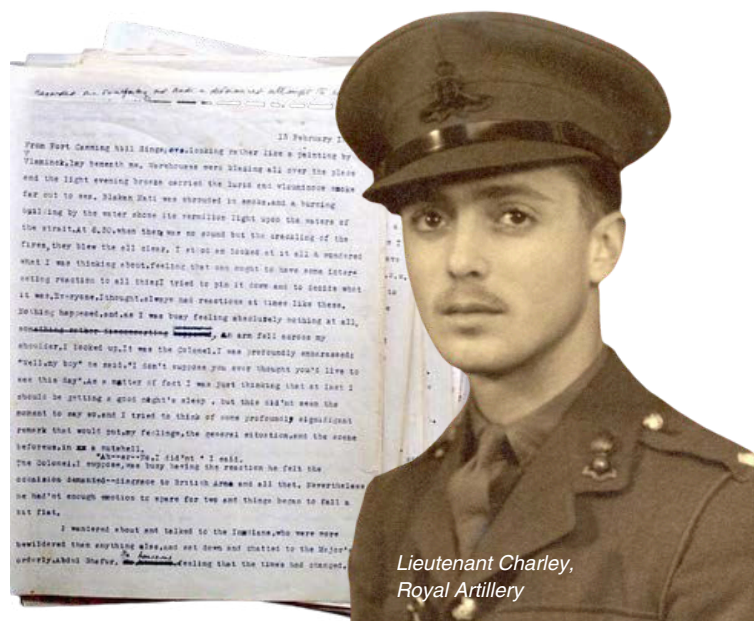 regarded as
15 February 1
From Fort Canning Hill Singapore, looking rather like a painting by
Vlaminck, lay beneath me. Warehouses were blazing all over the place
and the light evening breeze carried the lurid and viluminous smoke
far out to sea. Blakan Mati was shrouded in smoke.and a burning
building by the water shone its vermilion light upon the waters of
the strait.At 8.30.when there was no sound but the crackling of the
fires,they blew the all clear. I stood an looked at it all a wondered
what I was thinking about,feeling that one ought to have some inter-
esting reaction to all this;I tried to pin it down and to decide what
it was.Everyone,Ithought,always had reactions at times like these.
Nothing happened.and.as I was busy feeling absolutely nothing at all,
something rather disconcerting , An arm fell across my
shoulder,I looked up.It was the Colonel.I was profoundly embarassed:
"Well,my boy" he said."I don't suppose you ever thought you'd live to
see this day".As a matter of fact I was just thinking that at last I
should be getting a good night's sleep , but this did'nt seem the
moment to say so.and I tried to think of some profoundly significant
remark that would put,my feelings,the general situation.and the scene
beforeus.in a nutshell.
"Ah--er--No.I did'nt " I said.
The Colonel.I suppose,was busy having the reaction he felt the
occasion demanded--disgrace to British Arms and all that. Nevertheless
he had'nt enough emotion to spare for two and things began to fall a
bit flat.
I wandered about and talked to the Indians,who were more
bewildered then anything else.and sat down and chatted to the Major's
orderly.Abdul Ghafur. feeling that the times had changed.
Lieutenant Charley,
Royal Artillery